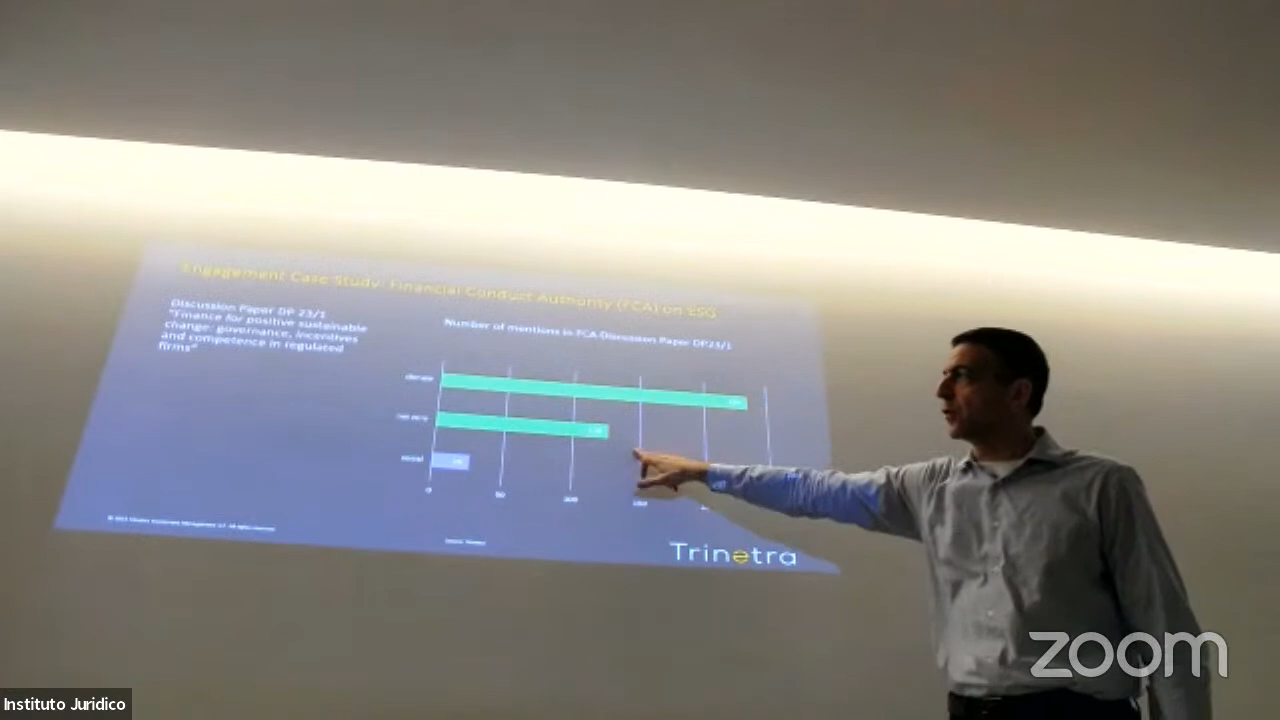 Engagement Case Study: Financial Conduct Authority (FCA) on ESG
Discussion Paper DP 23/1
"Finance for positive sustainable
change: governance, incentives
and competence in regulated
firms"
Number of mentions in FCA Discussion Paper DP23/1
climate
net zero
social
0
50
100
150
Trinetra
zoom
Instituto Juridico